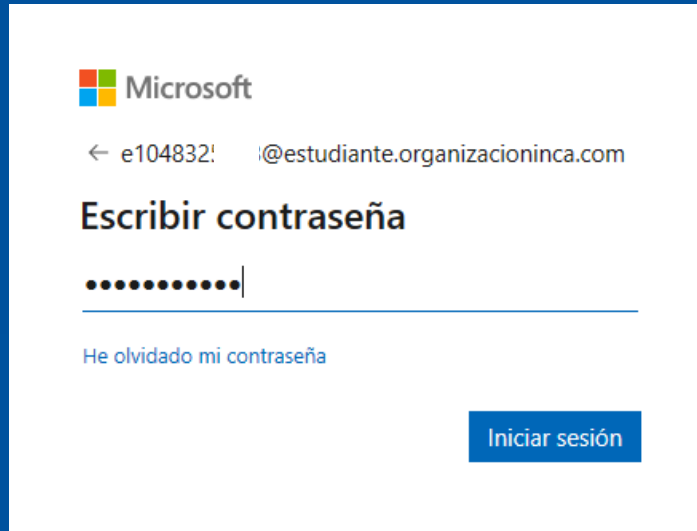 Microsoft
← e104832 @estudiante.organizacioninca.com
Escribir contraseña
•••••••••••
He olvidado mi contraseña
Iniciar sesión